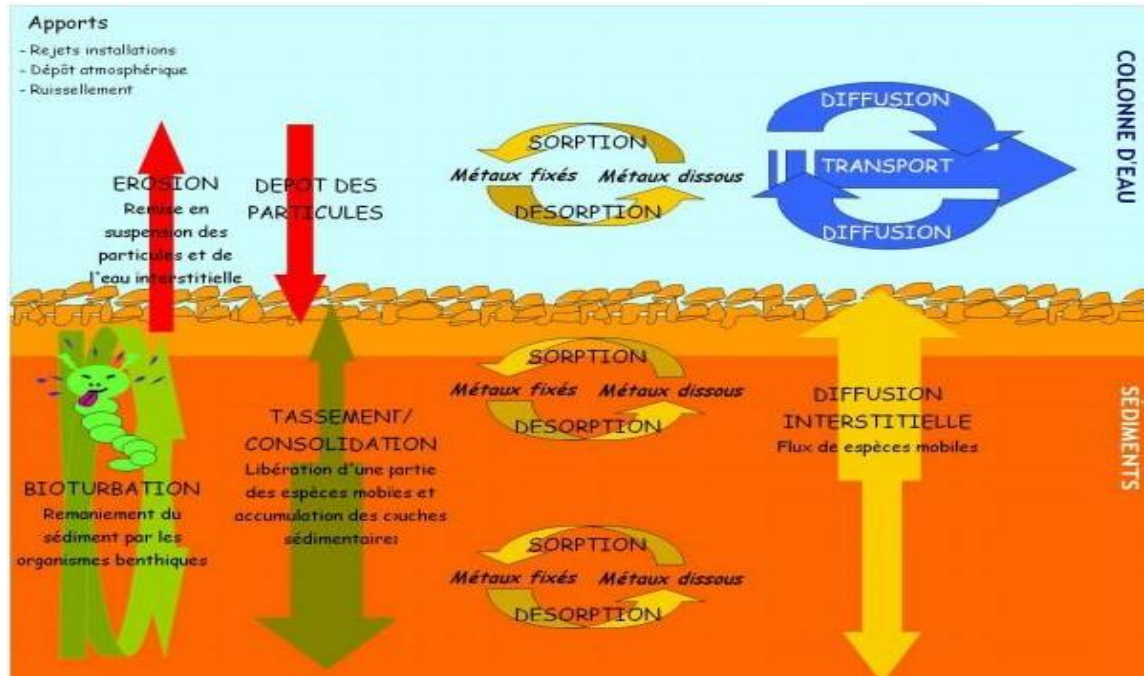 Apports
- Rejets installations
- Dépôt atmosphérique
- Ruissellement
COLONNE D'EAU
EROSION
Remise en
suspension des
particules et de
l'eau interstitielle
DEPOT DES
PARTICULES
SORPTION
Métaux fixés Métaux dissous
DESORPTION
DIFFUSION
TRANSPORT
DIFFUSION
BIOTURBATION
Remaniement du
sédiment par les
organismes benthiques
TASSEMENT/
CONSOLIDATION
Libération d'une partie
des espèces mobiles et
accumulation des couches
sédimentaires
SORPTION
Métaux fixés Métaux dissous
DESORPTION
DIFFUSION
INTERSTITIELLE
Flux de espèces mobiles
SÉDIMENTS
SORPTION
Métaux fixés Métaux dissous
DESORPTION